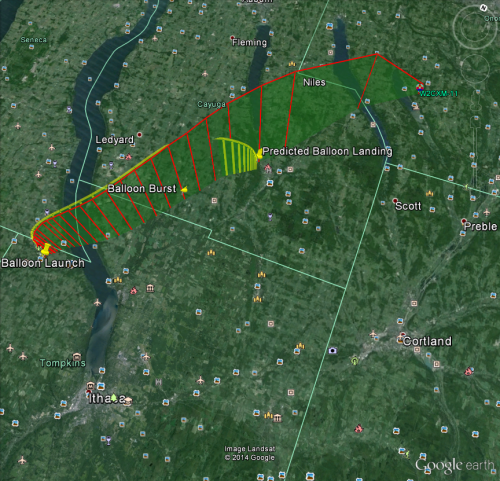 Seneca
Auburn
Fleming
N
Niles
Cayuga
W2CXM-11
Ledyard
Predicted Balloon Landing
Balloon Burst
Scott
Preble
Balloon Launch
Cortland
Tompkins
Ithaca
Image Landsat
© 2014 Google
Google earth